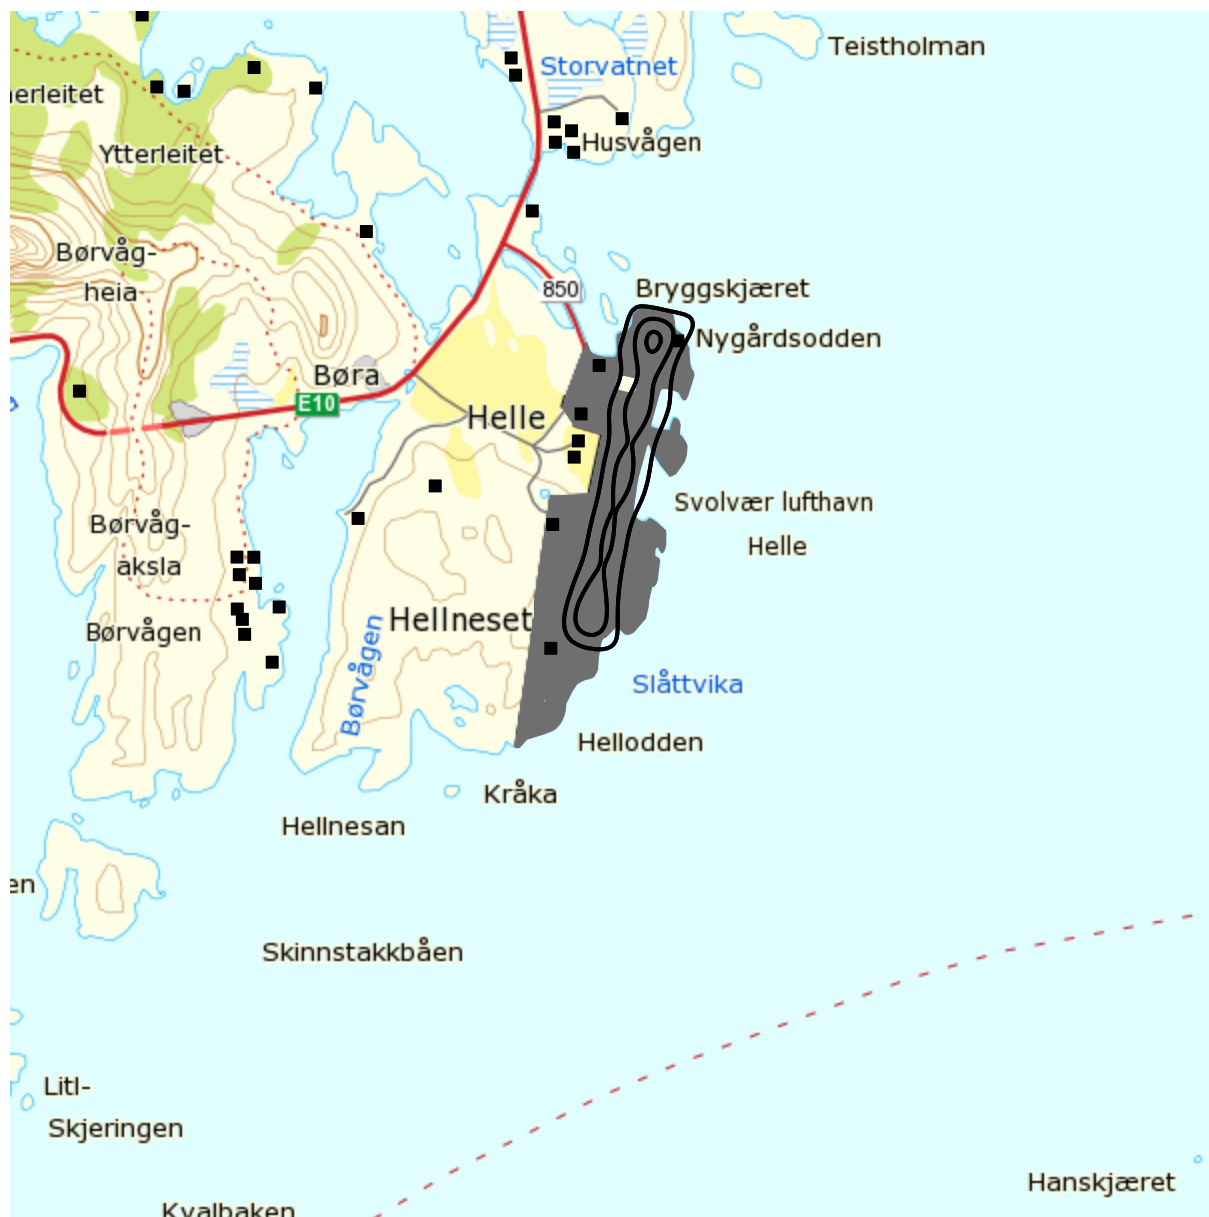 Teistholman
Storvatnet
erleitet
Husvågen
Ytterleitet
Børvåg-
heia
850
Bryggskjæret
Nygårdsodden
Børa
E10
Helle
Svolvær lufthavn
Helle
Børvåg-
aksla
Hellneset
Børvågen
Børvågen
Slåttvika
Hellodden
Kråka
Hellnesan
en
Skinnstakkbåen
Litl-
Skjeringen
Hanskjæret
Kvalbaken